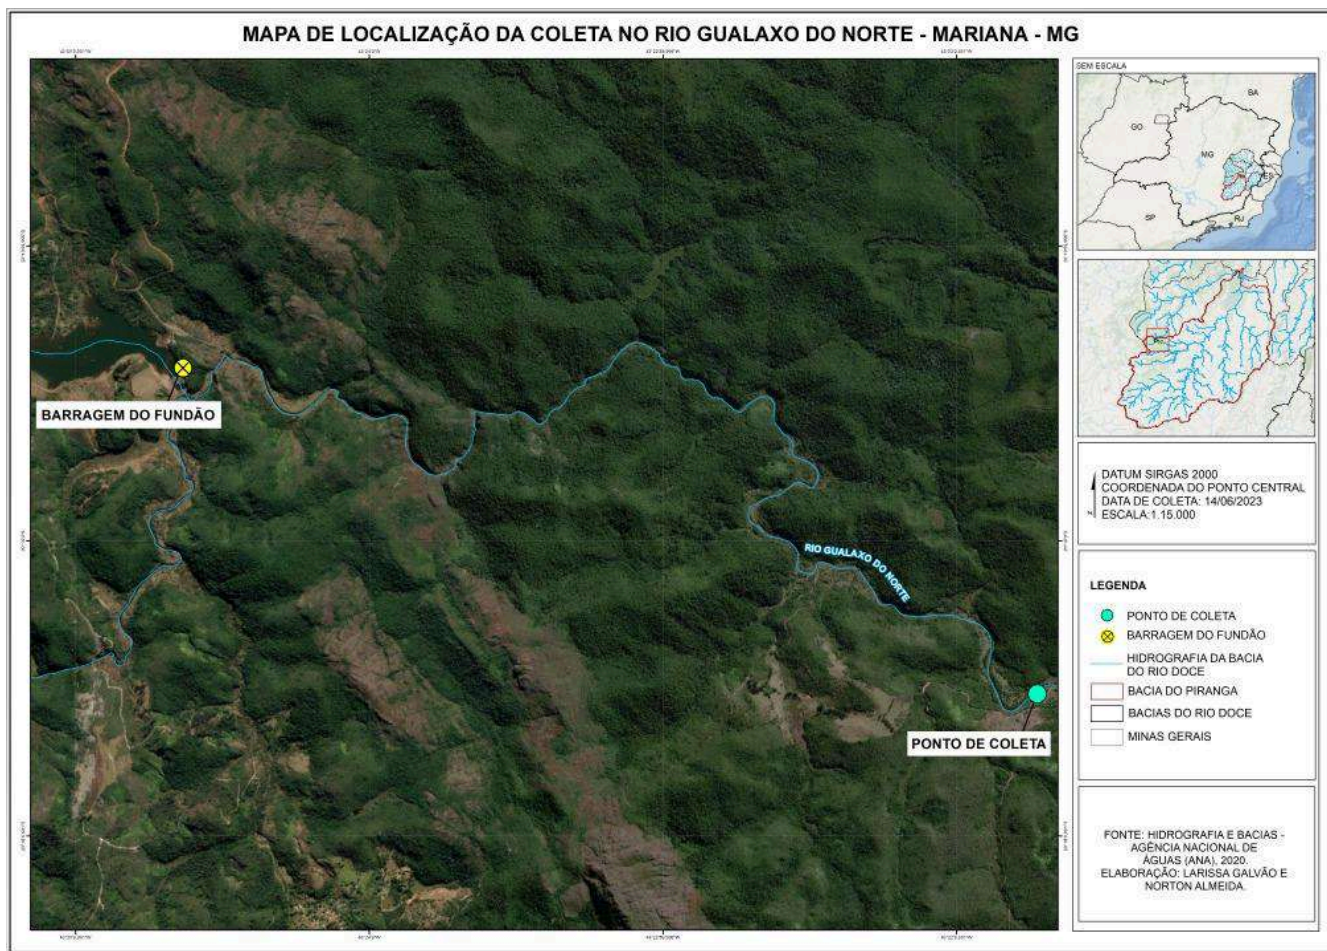 MAPA DE LOCALIZAÇÃO DA COLETA NO RIO GUALAXO DO NORTE - MARIANA - MG
BARRAGEM DO FUNDÃO
RIO GUALAXO DO NORTE
PONTO DE COLETA
SEM ESCALA
BA
GO
MG
ES
SP
RJ
DATUM SIRGAS 2000
COORDENADA DO PONTO CENTRAL
DATA DE COLETA: 14/06/2023
ESCALA:1.15.000
N
LEGENDA
PONTO DE COLETA
BARRAGEM DO FUNDÃO
HIDROGRAFIA DA BACIA
DO RIO DOCE
BACIA DO PIRANGA
BACIAS DO RIO DOCE
MINAS GERAIS
FONTE: HIDROGRAFIA E BACIAS -
AGÊNCIA NACIONAL DE
ÁGUAS (ANA), 2020.
ELABORAÇÃO: LARISSA GALVÃO E
NORTON ALMEIDA.